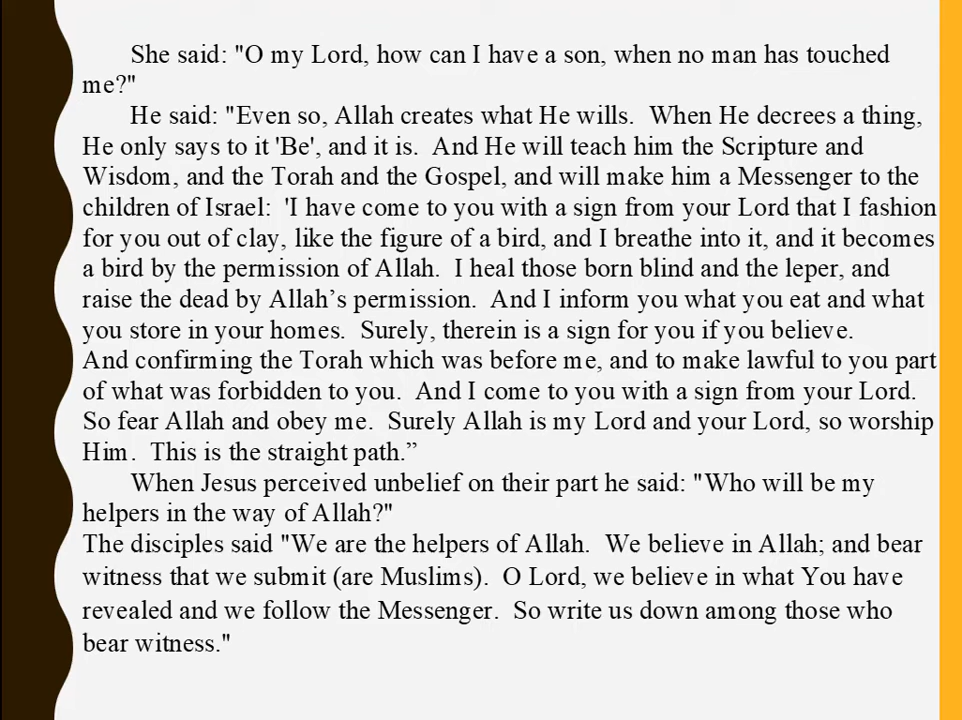 She said: "O my Lord, how can I have a son, when no man has touched
me?"
He said: "Even so, Allah creates what He wills.  When He decrees a thing,
He only says to it 'Be', and it is.  And He will teach him the Scripture and
Wisdom, and the Torah and the Gospel, and will make him a Messenger to the
children of Israel:  'I have come to you with a sign from your Lord that I fashion
for you out of clay, like the figure of a bird, and I breathe into it, and it becomes
a bird by the permission of Allah.  I heal those born blind and the leper, and
raise the dead by Allah’s permission.  And I inform you what you eat and what
you store in your homes.  Surely, therein is a sign for you if you believe.
And confirming the Torah which was before me, and to make lawful to you part
of what was forbidden to you.  And I come to you with a sign from your Lord.
So fear Allah and obey me.  Surely Allah is my Lord and your Lord, so worship
Him.  This is the straight path.”
When Jesus perceived unbelief on their part he said: "Who will be my
helpers in the way of Allah?"
The disciples said "We are the helpers of Allah.  We believe in Allah; and bear
witness that we submit (are Muslims).  O Lord, we believe in what You have
revealed and we follow the Messenger.  So write us down among those who
bear witness."